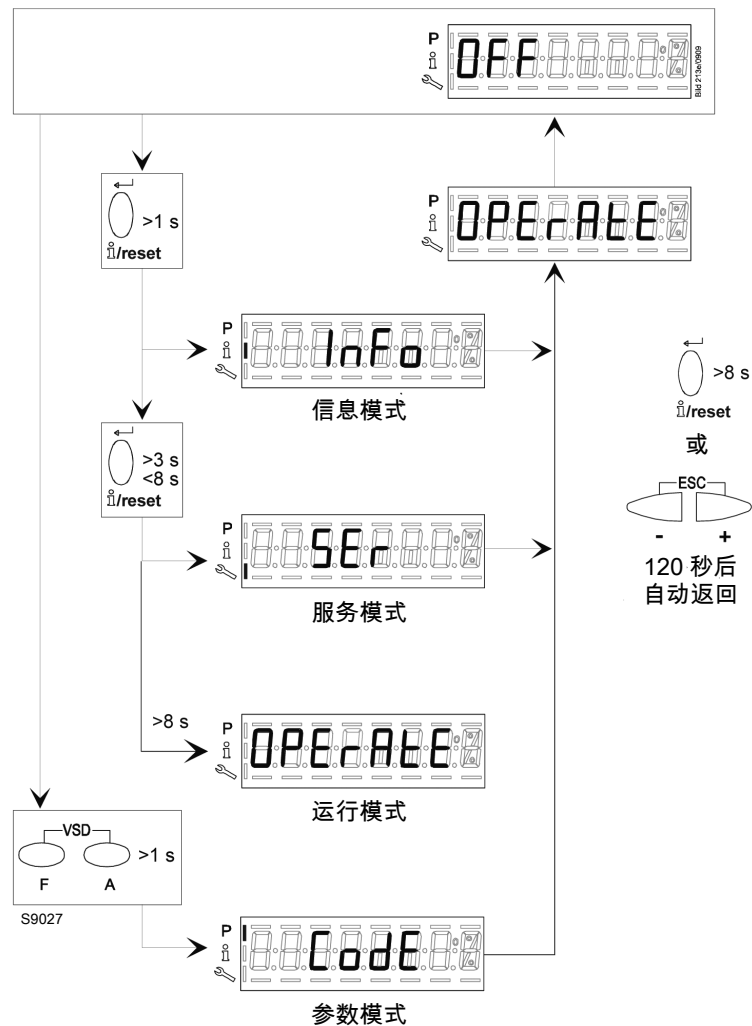 P
OFF
Bild 213e/0909
P
OPErAtE
>1 s
i/reset
P
InFo
信息模式
>8 s
i/reset
或
ESC
- +
120 秒后
自动返回
>3 s
<8 s
i/reset
P
SEr
服务模式
>8 s
P
OPErAtE
运行模式
VSD
>1 s
F A
S9027
P
CodE
参数模式